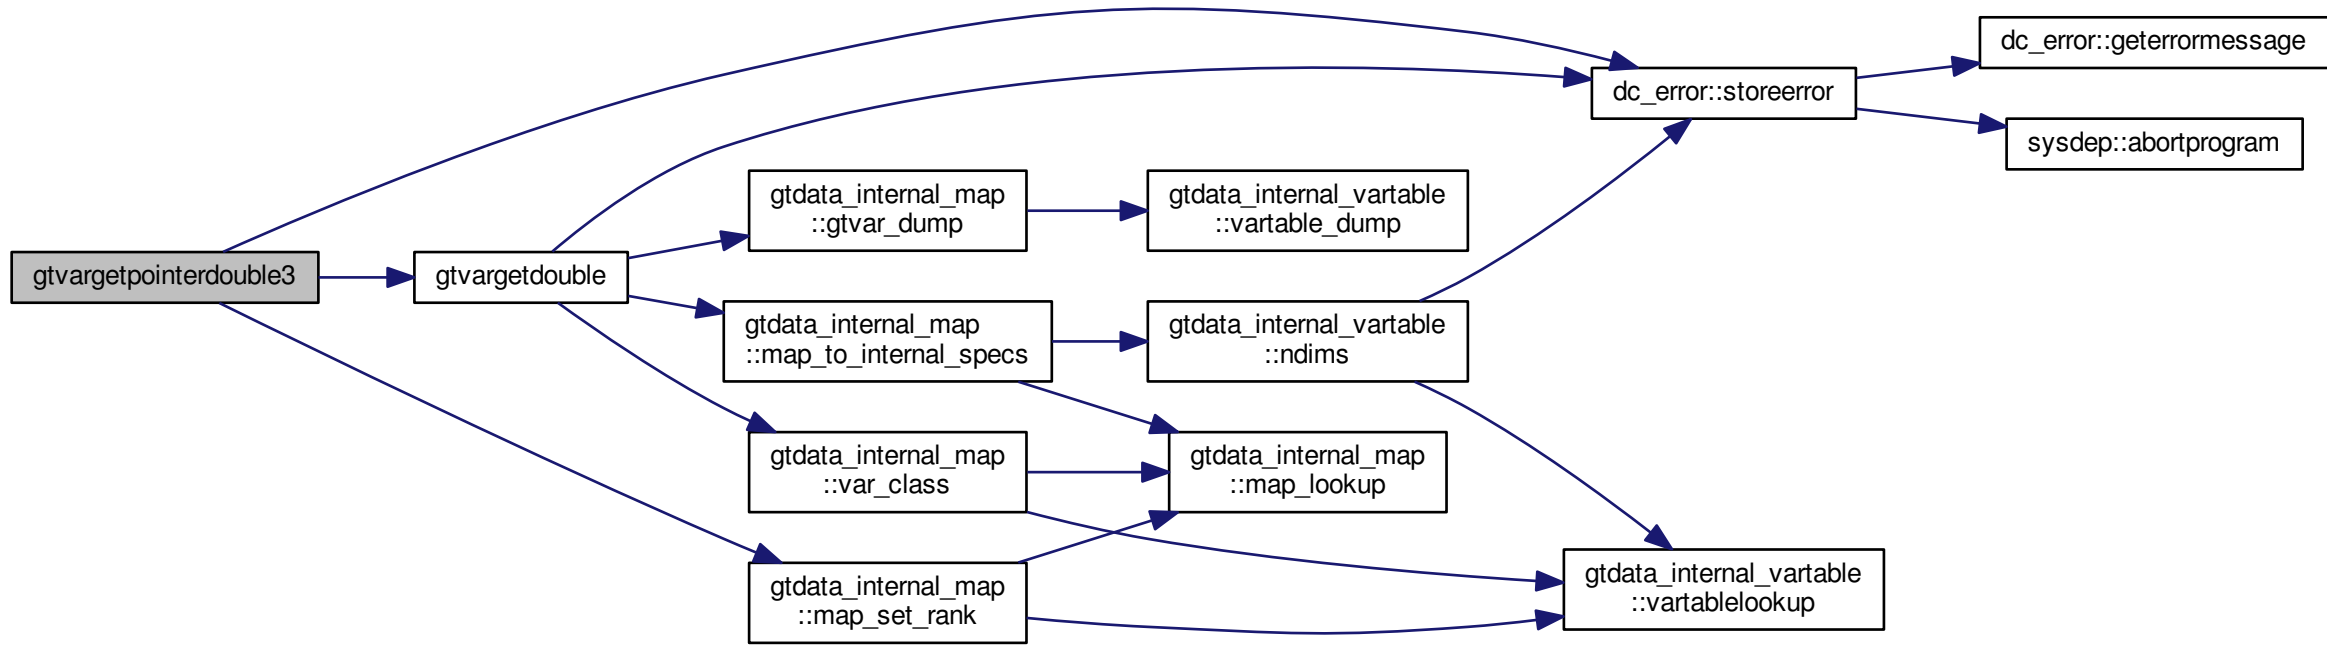 dc_error::geterrormessage
dc_error::storeerror
sysdep::abortprogram
gtdata_internal_map
::gtvar_dump
gtdata_internal_vartable
::vartable_dump
gtvargetpointerdouble3
gtvargetdouble
gtdata_internal_map
::map_to_internal_specs
gtdata_internal_vartable
::ndims
gtdata_internal_map
::var_class
gtdata_internal_map
::map_lookup
gtdata_internal_map
::map_set_rank
gtdata_internal_vartable
::vartablelookup